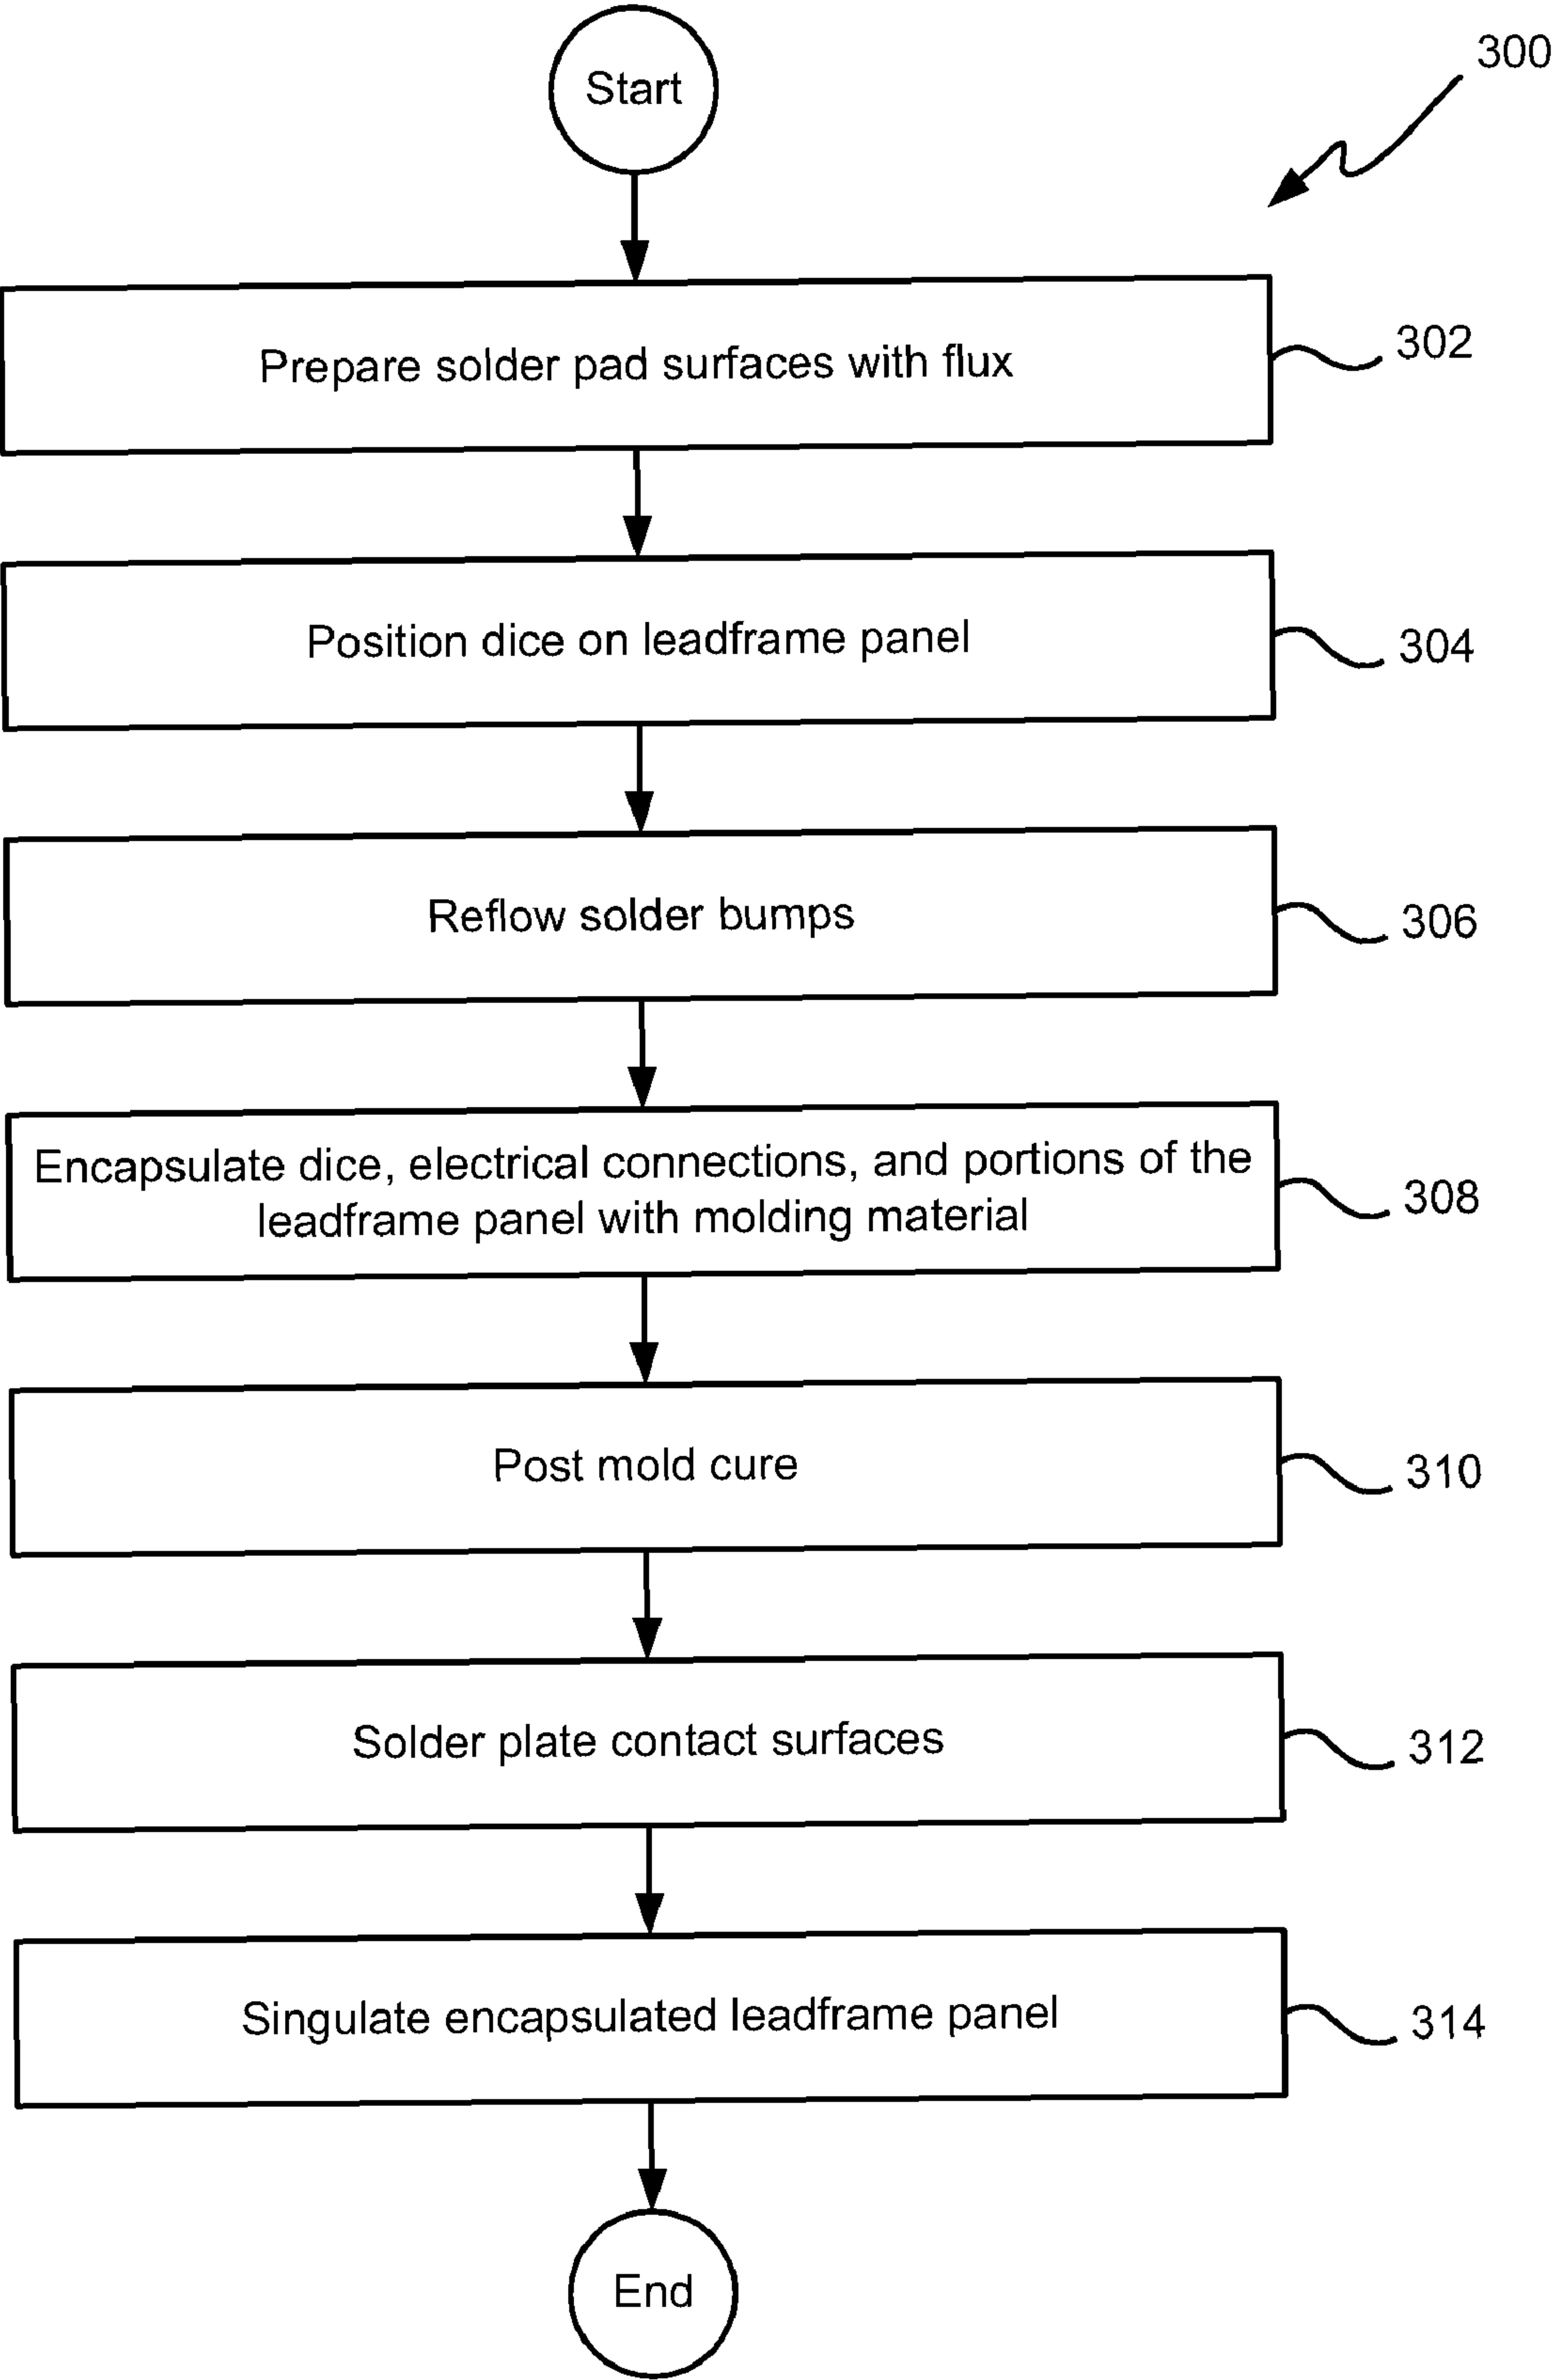 Start
300
Prepare solder pad surfaces with flux
302
Position dice on leadframe panel
304
Reflow solder bumps
306
Encapsulate dice, electrical connections, and portions of the
leadframe panel with molding material
308
Post mold cure
310
Solder plate contact surfaces
312
Singulate encapsulated leadframe panel
314
End